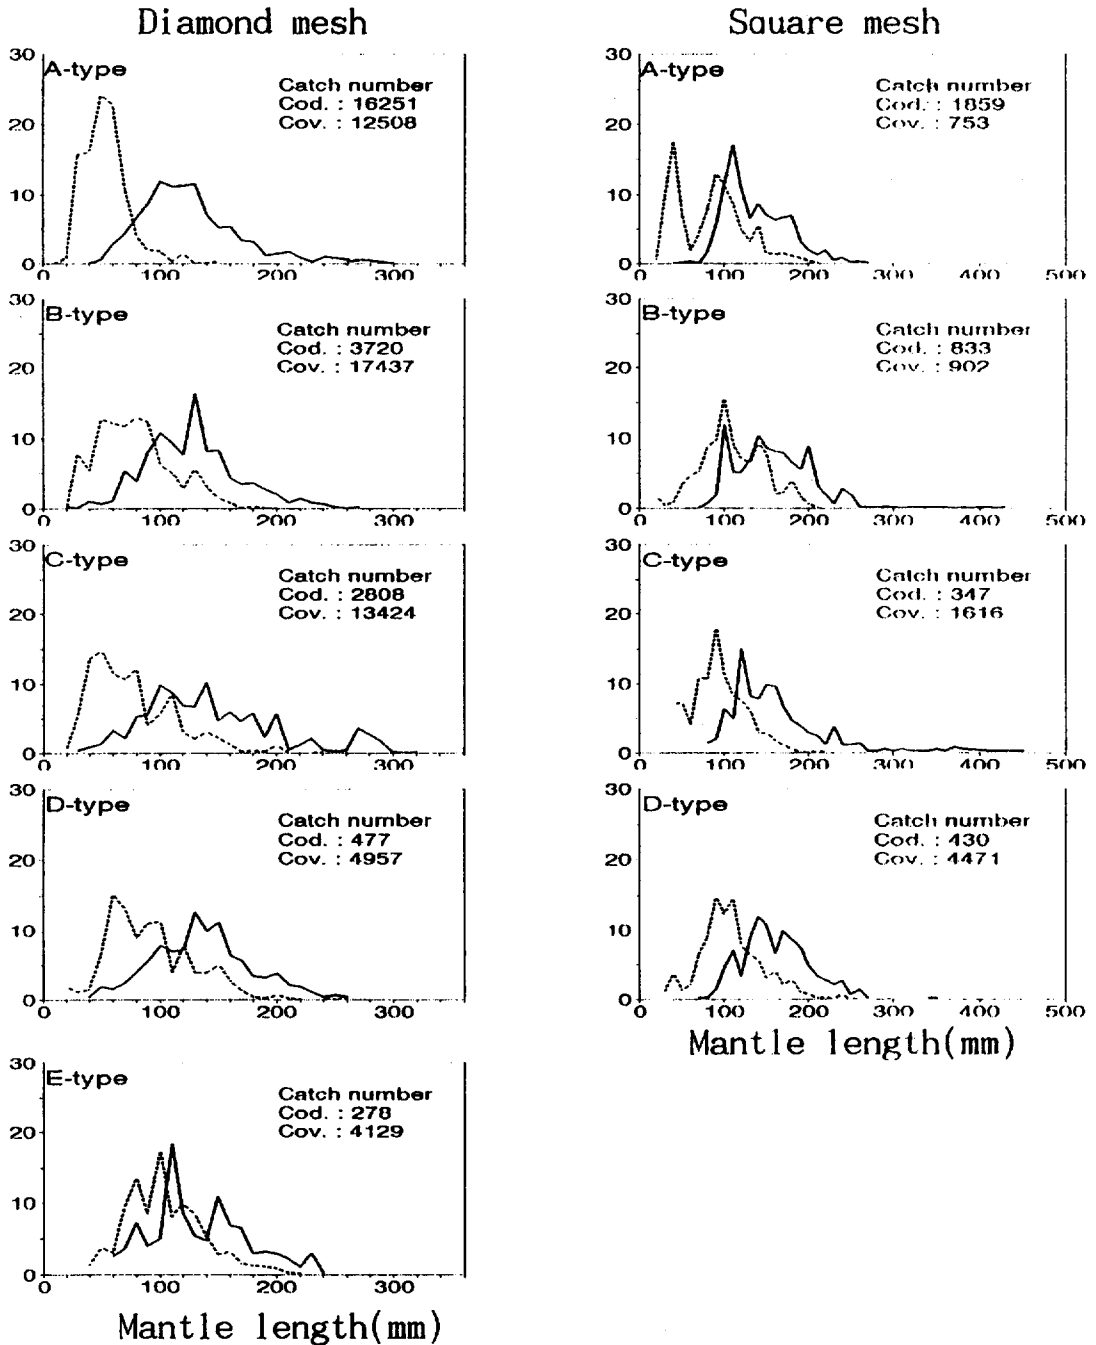 Diamond mesh
30
20
10
0
A-type
Catch number
Cod. : 16251
Cov. : 12508
0 100 200 300
30
20
10
0
B-type
Catch number
Cod. : 3720
Cov. : 17437
0 100 200 300
30
20
10
0
C-type
Catch number
Cod. : 2808
Cov. : 13424
0 100 200 300
30
20
10
0
D-type
Catch number
Cod. : 477
Cov. : 4957
0 100 200 300
30
20
10
0
E-type
Catch number
Cod. : 278
Cov. : 4129
0 100 200 300
Mantle length(mm)
Sauare mesh
30
20
10
0
A-type
Catch number
Cod. : 1859
Cov. : 753
0 100 200 300 400 500
30
20
10
0
B-type
Catch number
Cod. : 833
Cov. : 902
0 100 200 300 400 500
30
20
10
0
C-type
Catch number
Cod. : 347
Cov. : 1616
0 100 200 300 400 500
30
20
10
0
D-type
Catch number
Cod. : 430
Cov. : 4471
0 100 200 300 400 500
Mantle length(mm)